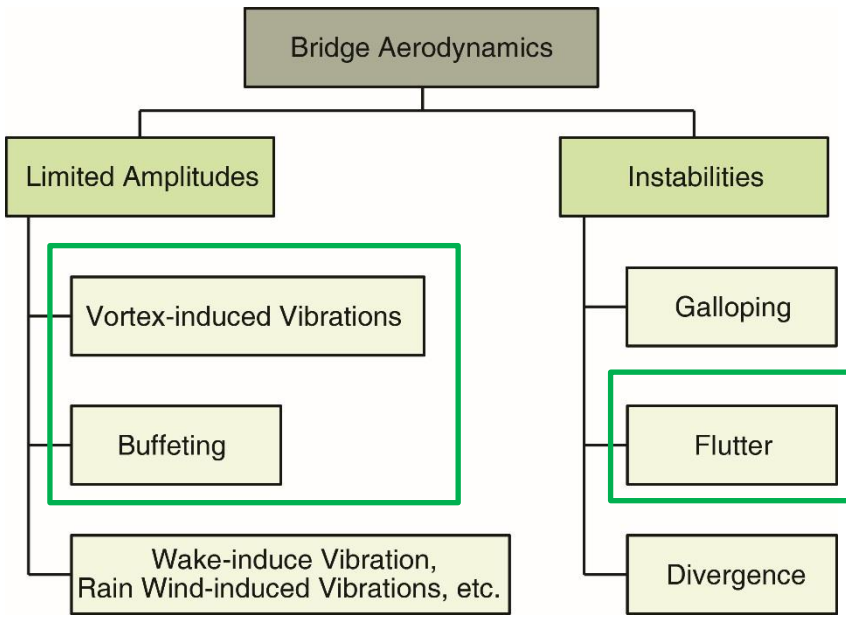 Bridge Aerodynamics
Limited Amplitudes
Vortex-induced Vibrations
Buffeting
Wake-induce Vibration,
Rain Wind-induced Vibrations, etc.
Instabilities
Galloping
Flutter
Divergence